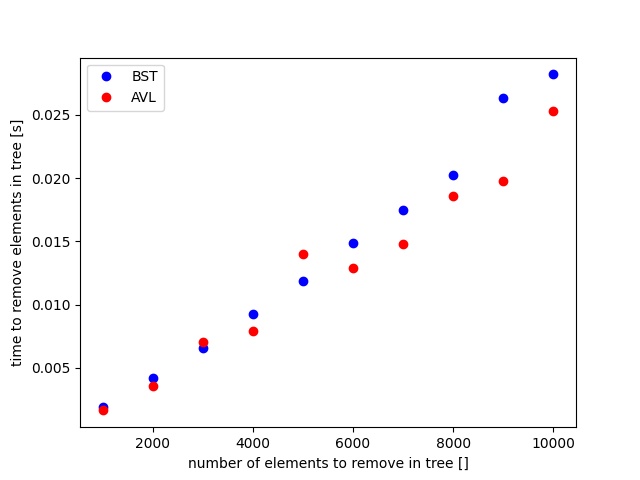 BST
AVL
time to remove elements in tree [s]
0.025
0.020
0.015
0.010
0.005
2000 4000 6000 8000 10000
number of elements to remove in tree []